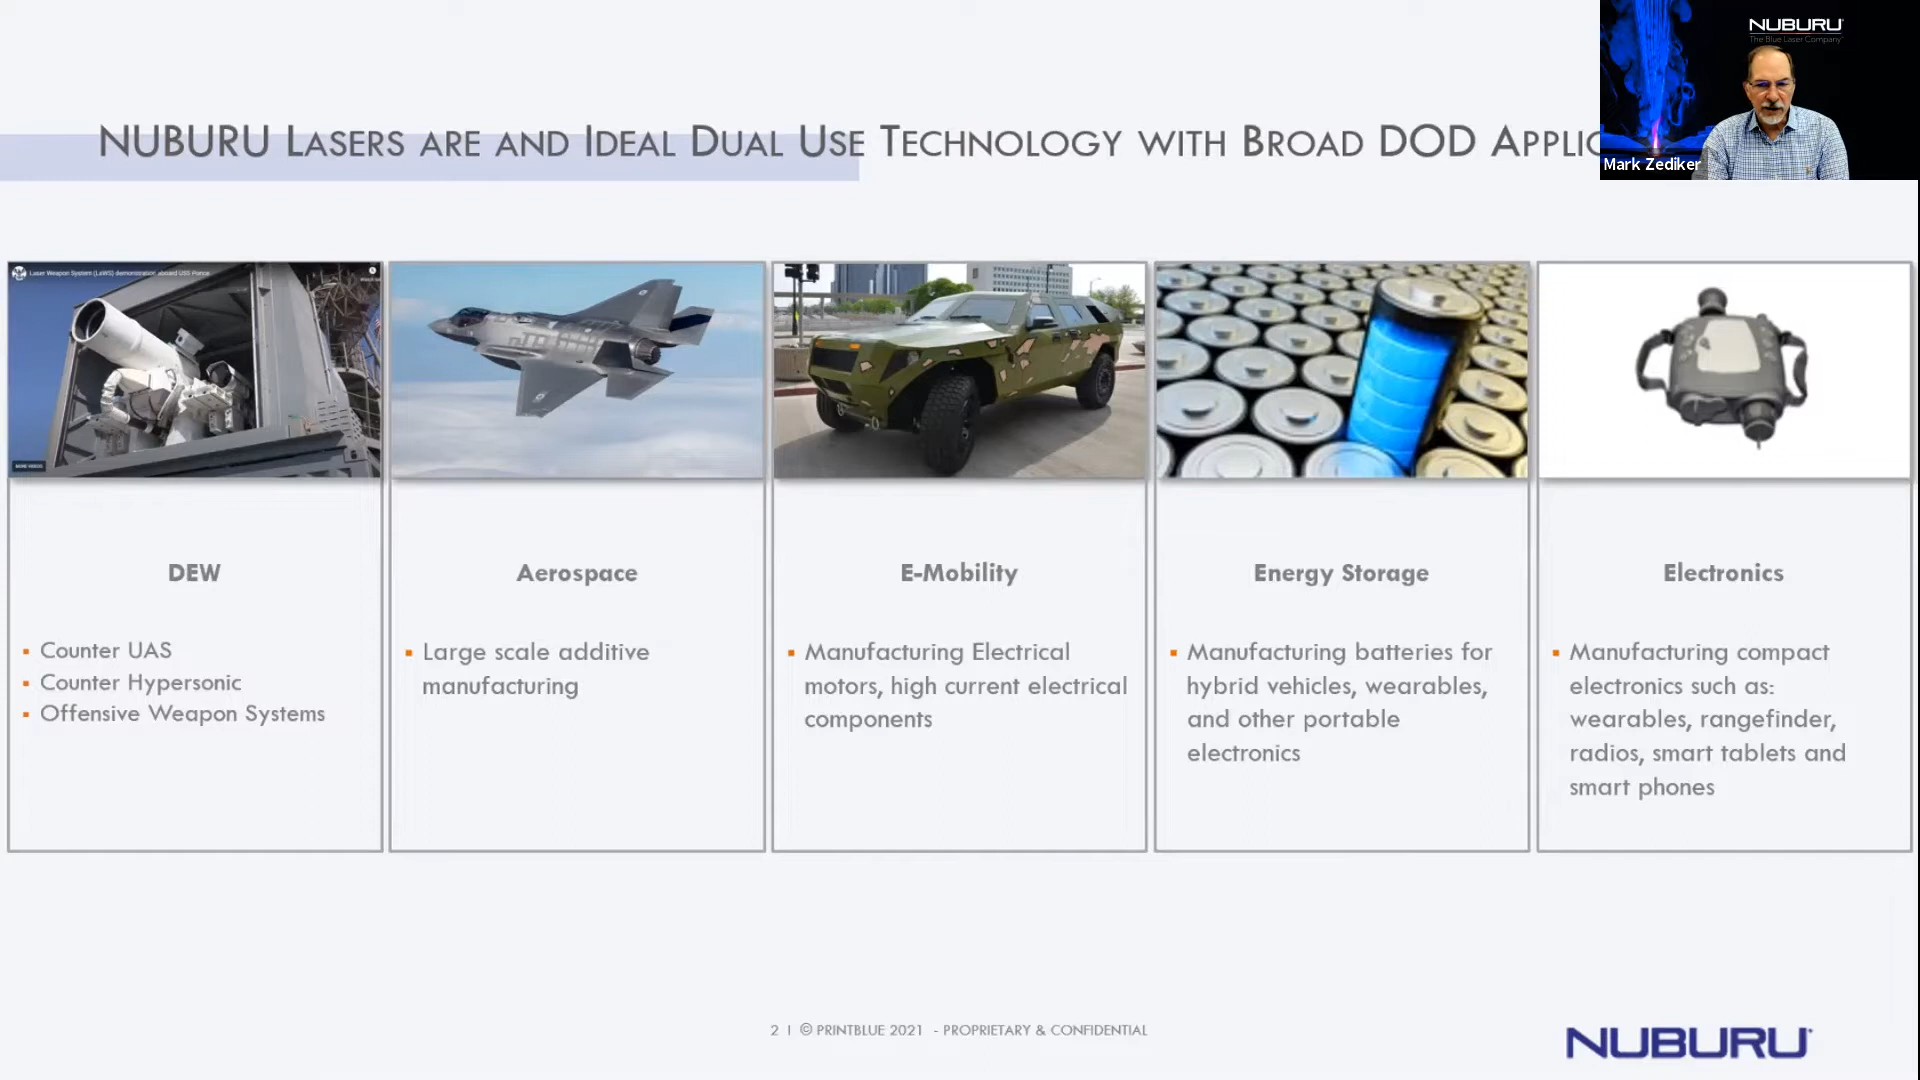 NUBURU
The Blue Laser Company
Mark Zediker
NUBURU LASERS ARE AND IDEAL DUAL USE TECHNOLOGY WITH BROAD DOD APPLIC
Laser Weapon System (LaWS) demonstration aboard USS Ponce
MORE VIDEOS
DEW
▪ Counter UAS
▪ Counter Hypersonic
▪ Offensive Weapon Systems
Aerospace
▪ Large scale additive
manufacturing
E-Mobility
▪ Manufacturing Electrical
motors, high current electrical
components
Energy Storage
▪ Manufacturing batteries for
hybrid vehicles, wearables,
and other portable
electronics
Electronics
▪ Manufacturing compact
electronics such as:
wearables, rangefinder,
radios, smart tablets and
smart phones
2 | © PRINTBLUE 2021 - PROPRIETARY & CONFIDENTIAL
NUBURU